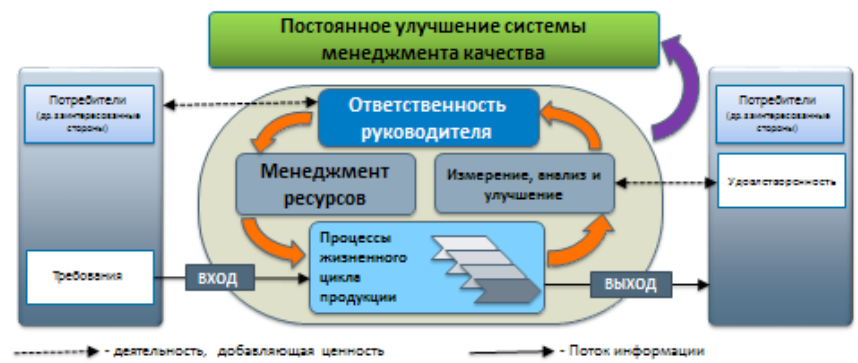 Постоянное улучшение системы
менеджмента качества
Потребители
(др.заинтересованные
стороны)
Ответственность
руководителя
Потребители
(др.заинтересованные
стороны)
Менеджмент
ресурсов
Измерение, анализ и
улучшение
Удовлетворенность
Процессы
жизненного
цикла
продукции
Требования
ВХОД
ВЫХОД
- деятельность, добавляющая ценность
- Поток информации